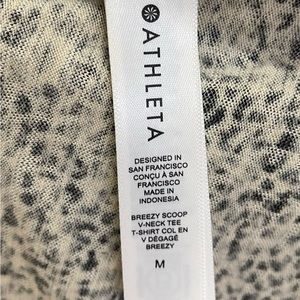 ATHLETA
DESIGNED IN
SAN FRANCISCO
CONÇU À SAN
FRANCISCO
MADE IN
INDONESIA
BREEZY SCOOP
V-NECK TEE
T-SHIRT COL EN
V DÉGAGÉ
BREEZY
M